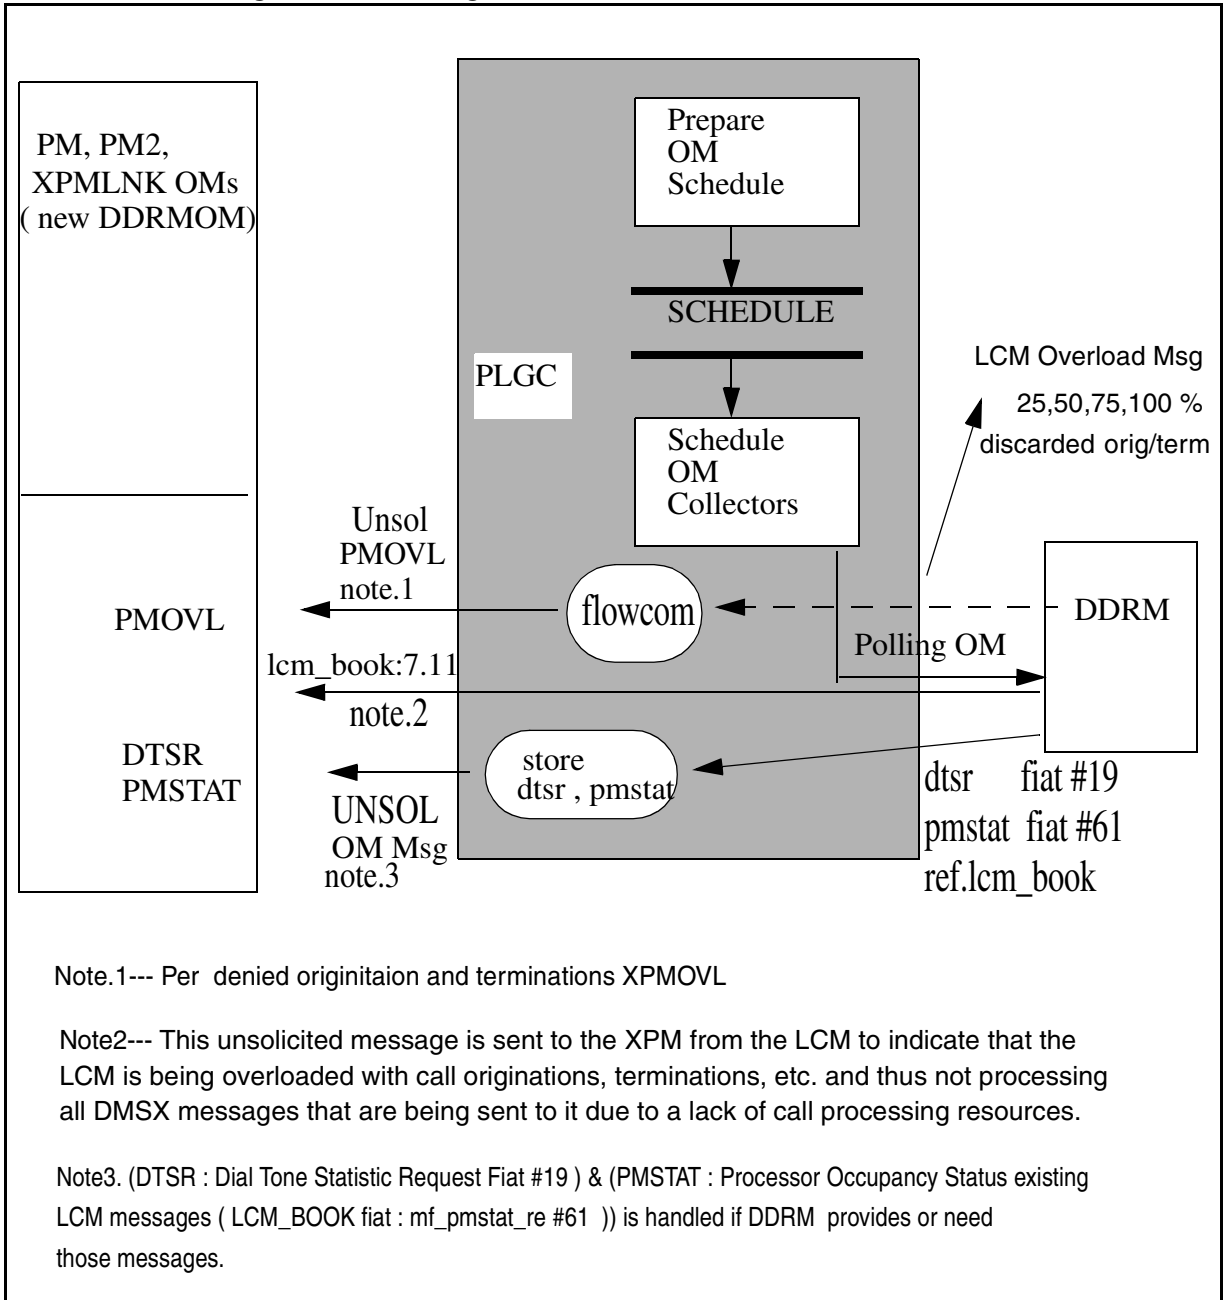 PM, PM2,
XPMLNK OMs
( new DDRMOM)
Prepare
OM
Schedule
SCHEDULE
PLGC
Schedule
OM
Collectors
LCM Overload Msg
25,50,75,100 %
discarded orig/term
Unsol
PMOVL
note.1
flowcom
DDRM
PMOVL
Polling OM
lcm_book:7.11
note.2
DTSR
PMSTAT
store
dtsr , pmstat
UNSOL
OM Msg
note.3
dtsr fiat #19
pmstat fiat #61
ref.lcm_book
Note.1--- Per denied originitaion and terminations XPMOVL
Note2--- This unsolicited message is sent to the XPM from the LCM to indicate that the
LCM is being overloaded with call originations, terminations, etc. and thus not processing
all DMSX messages that are being sent to it due to a lack of call processing resources.
Note3. (DTSR : Dial Tone Statistic Request Fiat #19 ) & (PMSTAT : Processor Occupancy Status existing
LCM messages ( LCM_BOOK fiat : mf_pmstat_re #61 )) is handled if DDRM provides or need
those messages.